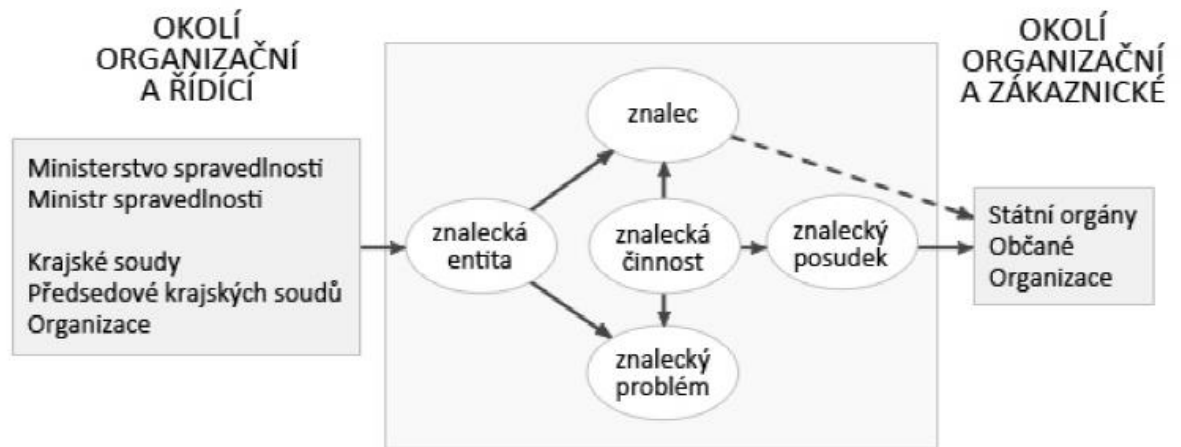 OKOLÍ
ORGANIZAČNÍ
A ŘÍDÍCÍ
Ministerstvo spravedlnosti
Ministr spravedlnosti
Krajské soudy
Předsedové krajských soudů
Organizace
znalec
znalecká
entita
znalecká
činnost
znalecký
posudek
znalecký
problém
OKOLÍ
ORGANIZAČNÍ
A ZÁKAZNICKÉ
Státní orgány
Občané
Organizace